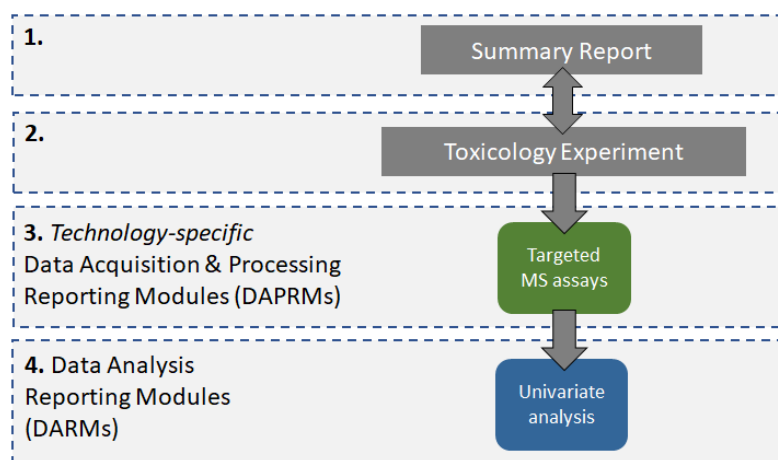 1.
Summary Report
2.
Toxicology Experiment
3. Technology-specific
Data Acquisition & Processing
Reporting Modules (DAPRMs)
Targeted
MS assays
4. Data Analysis
Reporting Modules
(DARMs)
Univariate
analysis